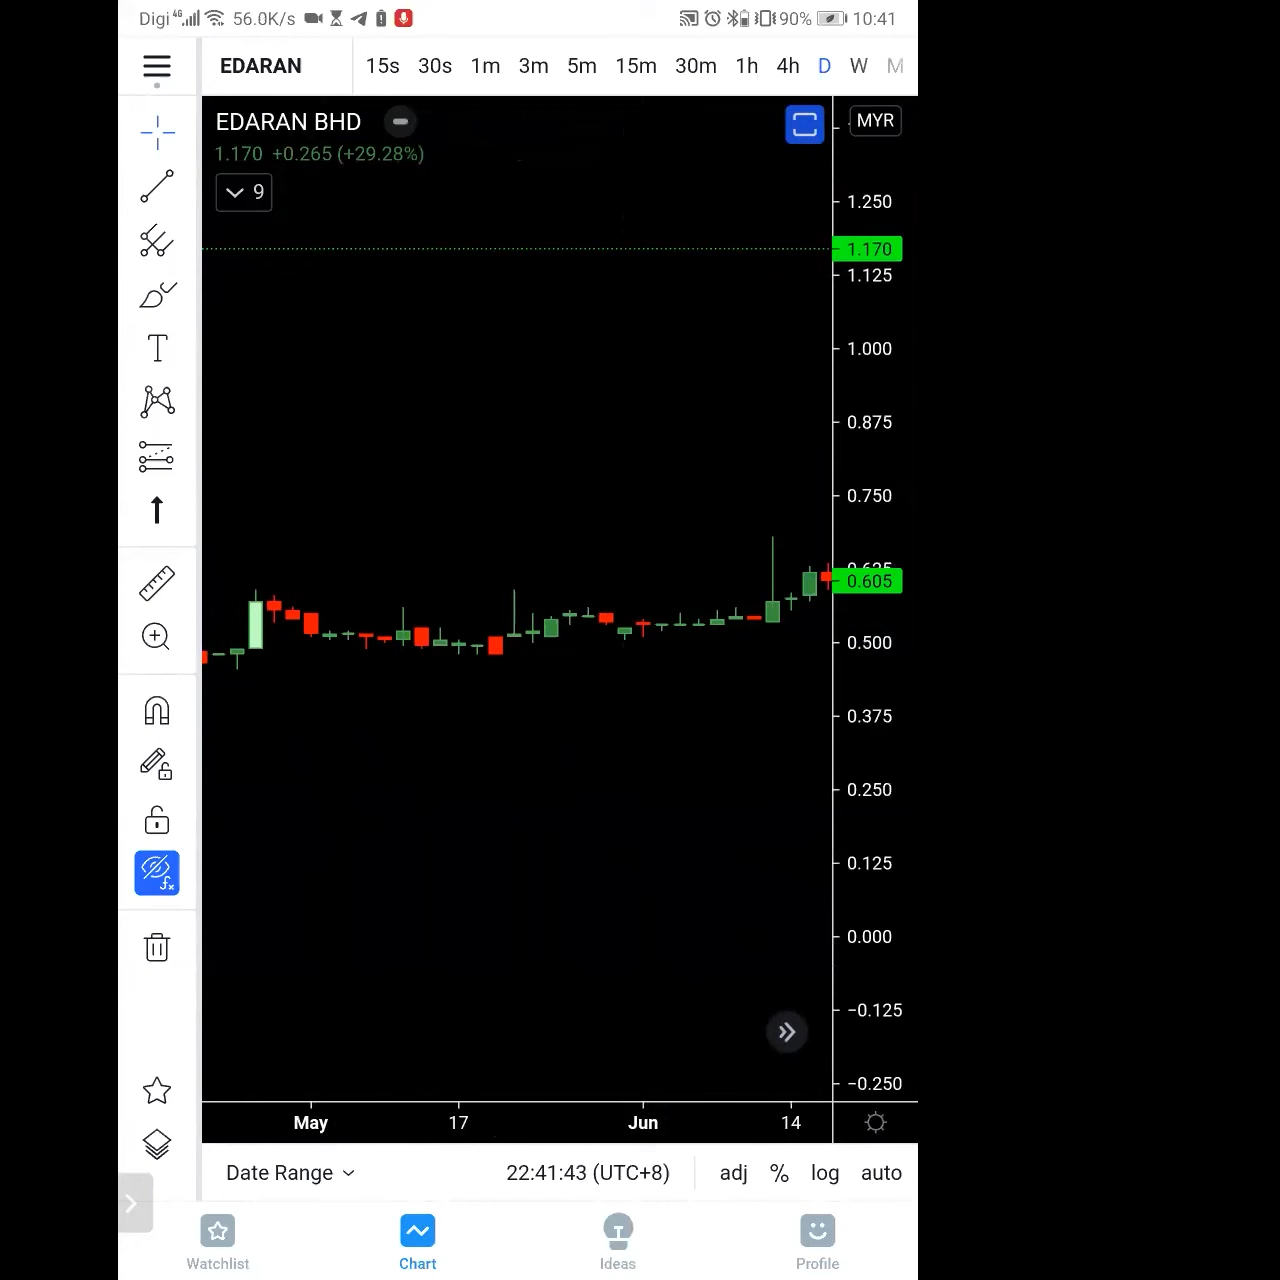 Digi 4G 56.0K/s 90% 10:41
EDARAN 15s 30s 1m 3m 5m 15m 30m 1h 4h D W M
EDARAN BHD
MYR
1.170 +0.265 (+29.28%)
9
1.250
1.170
1.125
1.000
0.875
0.750
0.625
0.605
0.500
0.375
0.250
0.125
0.000
−0.125
−0.250
May 17 Jun 14
Date Range 22:41:43 (UTC+8) adj % log auto
Watchlist Chart Ideas Profile